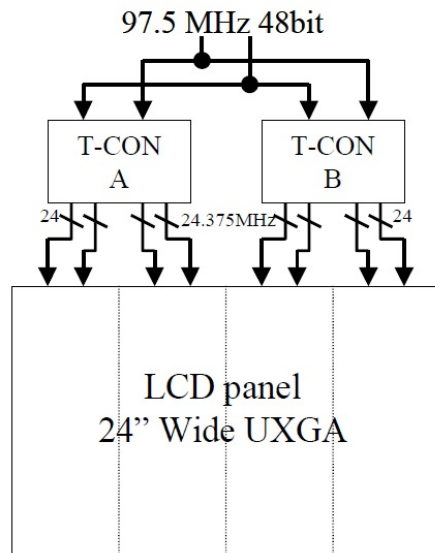 97.5 MHz 48bit
T-CON
A
T-CON
B
24
24.375MHz
24
LCD panel
24” Wide UXGA